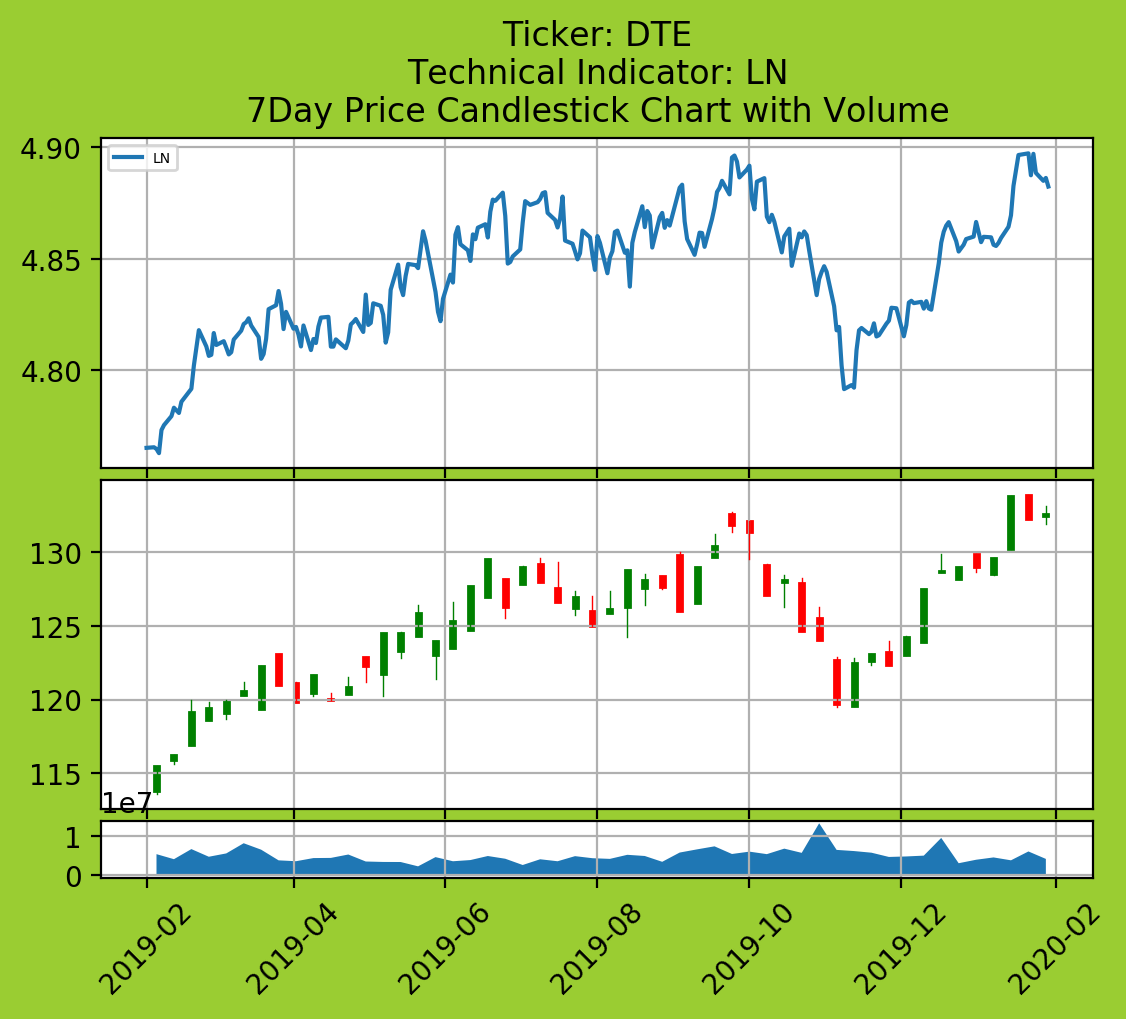 Ticker: DTE
Technical Indicator: LN
7Day Price Candlestick Chart with Volume
4.90
LN
4.85
4.80
130
125
120
115
1e7
1
0
2019-02 2019-04 2019-06 2019-08 2019-10 2019-12 2020-02